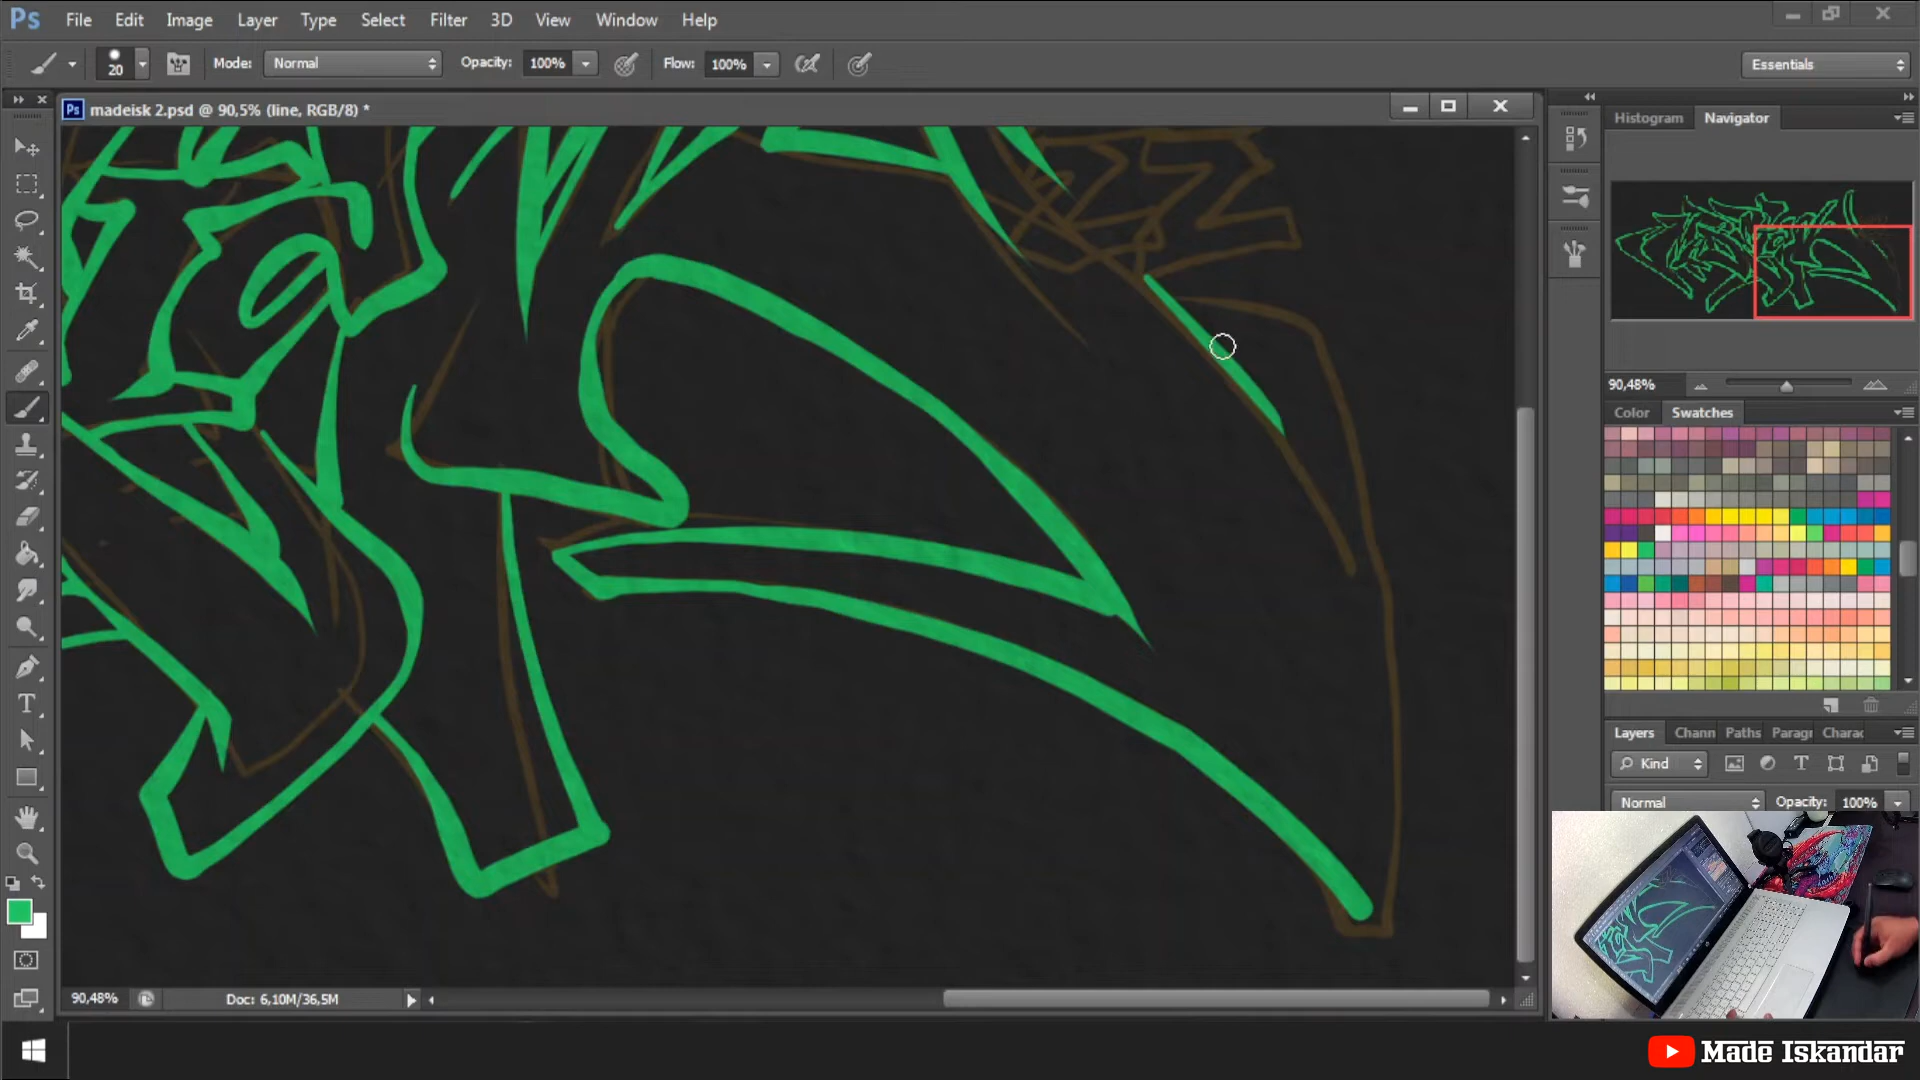 Ps File Edit Image Layer Type Select Filter 3D View Window Help
20 Mode: Normal Opacity: 100% Flow: 100% Essentials
Ps madeisk 2.psd @ 90,5% (line, RGB/8) *
Histogram Navigator
90,48%
Color Swatches
T
Layers Chann Paths Paragr Charac
Kind T
Normal Opacity: 100%
90,48% Doc: 6,10M/36,5M
Made Iskandar